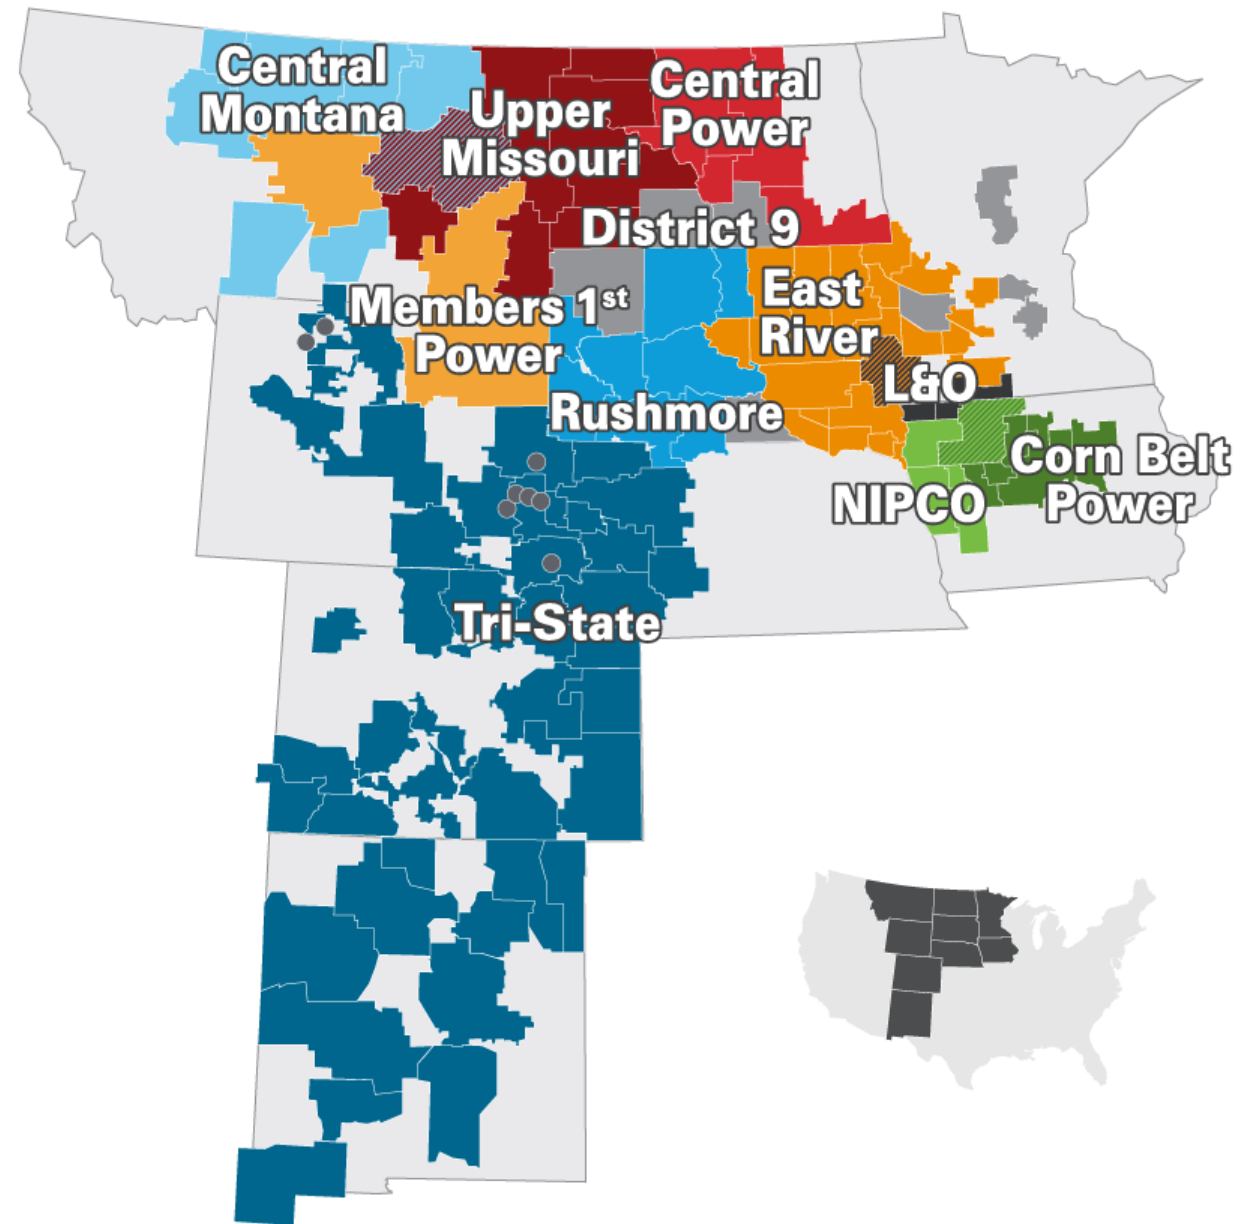 Central
Montana
Upper
Missouri
Central
Power
District 9
Members 1st
Power
East
River
L&O
Rushmore
Corn Belt
Power
NIPCO
Tri-State